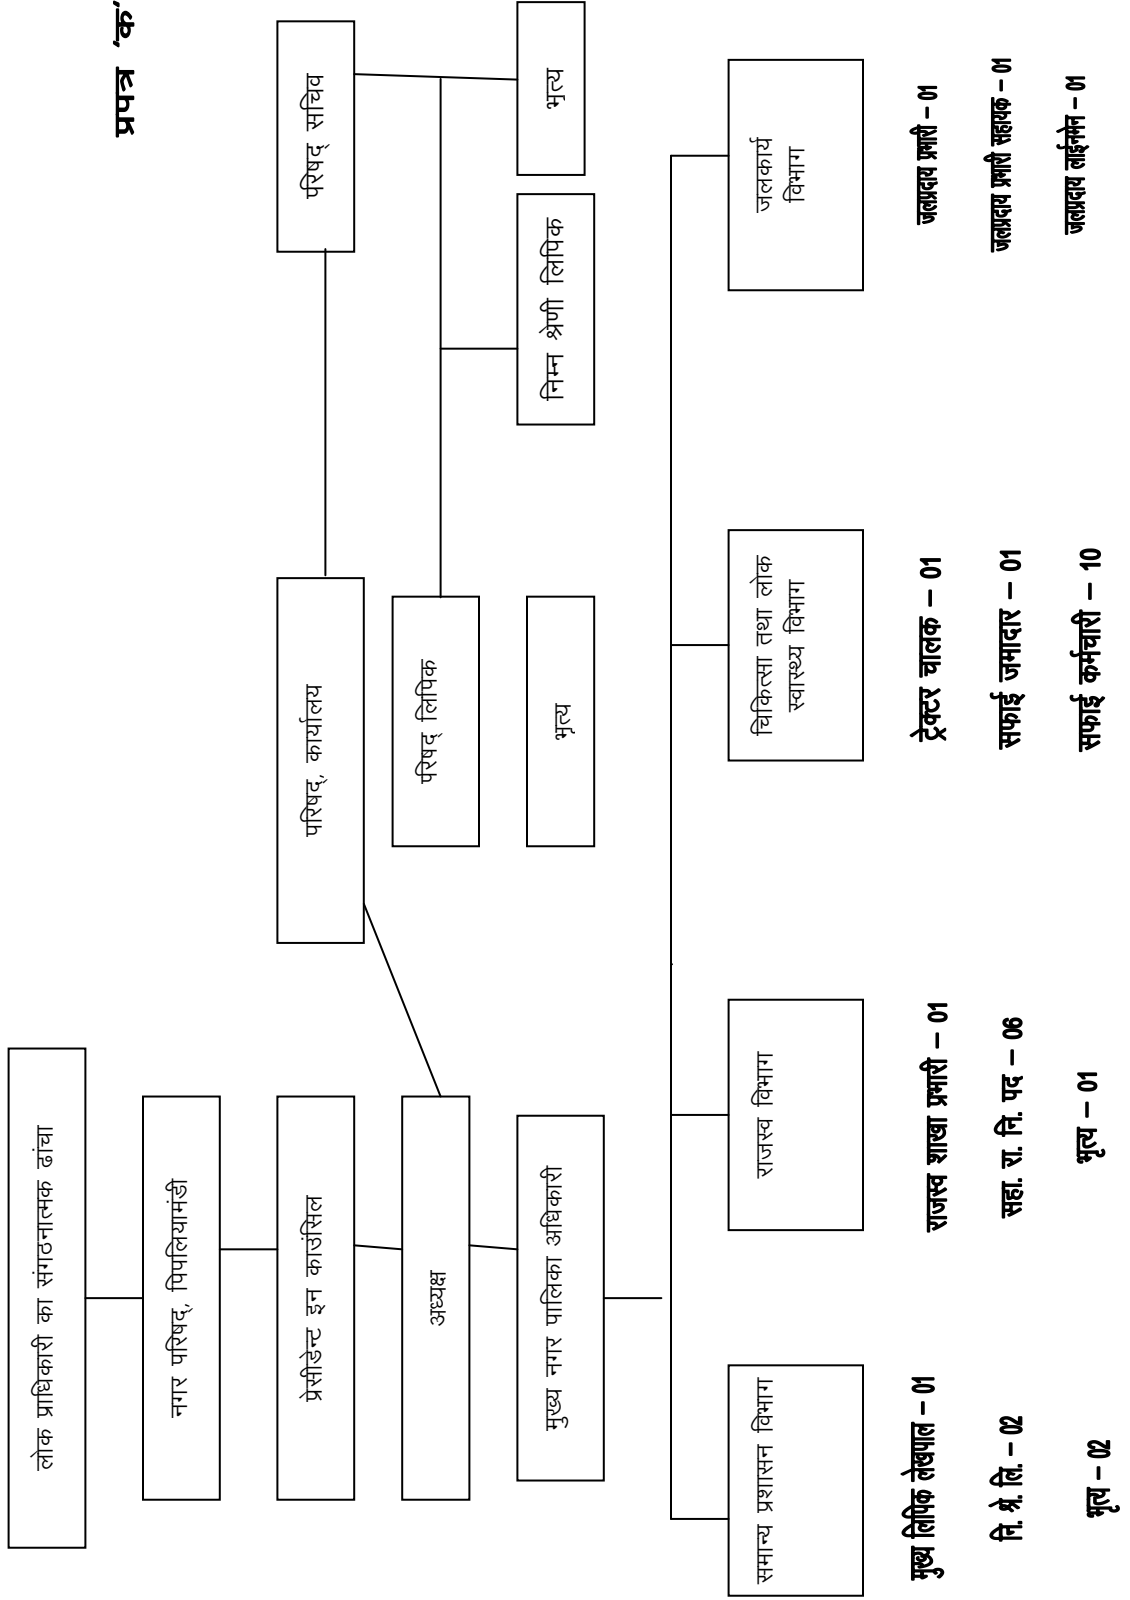 प्रपत्र 'क'
लोक प्राधिकारी का संगठनात्मक ढांचा
नगर परिषद्, पिपलियामंडी
प्रेसीडेन्ट इन काउंसिल
परिषद्, कार्यालय
परिषद् सचिव
अध्यक्ष
परिषद् लिपिक
मुख्य नगर पालिका अधिकारी
भृत्य
निम्न श्रेणी लिपिक
भृत्य
समान्य प्रशासन विभाग
राजस्व विभाग
चिकित्सा तथा लोक
स्वास्थ्य विभाग
जलकार्य
विभाग
मुख्य लिपिक लेखपाल – 01
राजस्व शाखा प्रभारी – 01
ट्रेक्टर चालक – 01
जलप्रदाय प्रभारी – 01
नि. श्रे. लि. – 02
सहा. रा. नि. पद – 06
सफाई जमादार – 01
जलप्रदाय प्रभारी सहायक – 01
भृत्य – 02
भृत्य – 01
सफाई कर्मचारी – 10
जलप्रदाय लाईनमेन – 01